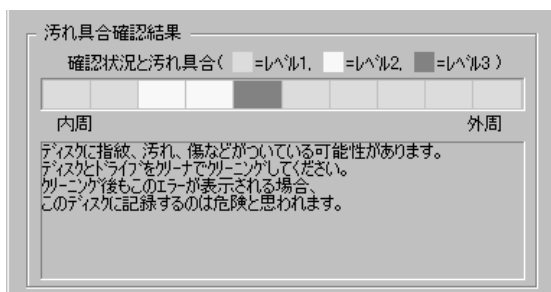 汚れ具合確認結果
確認状況と汚れ具合( =ﾚﾍﾞﾙ1, =ﾚﾍﾞﾙ2, =ﾚﾍﾞﾙ3 )
内周 外周
ﾃﾞｨｽｸに指紋、汚れ、傷などがついている可能性があります。
ﾃﾞｨｽｸとﾄﾞﾗｲﾌﾞをｸﾘｰﾅでｸﾘｰﾆﾝｸﾞしてください。
ｸﾘｰﾆﾝｸﾞ後もこのｴﾗｰが表示される場合、
このﾃﾞｨｽｸに記録するのは危険と思われます。